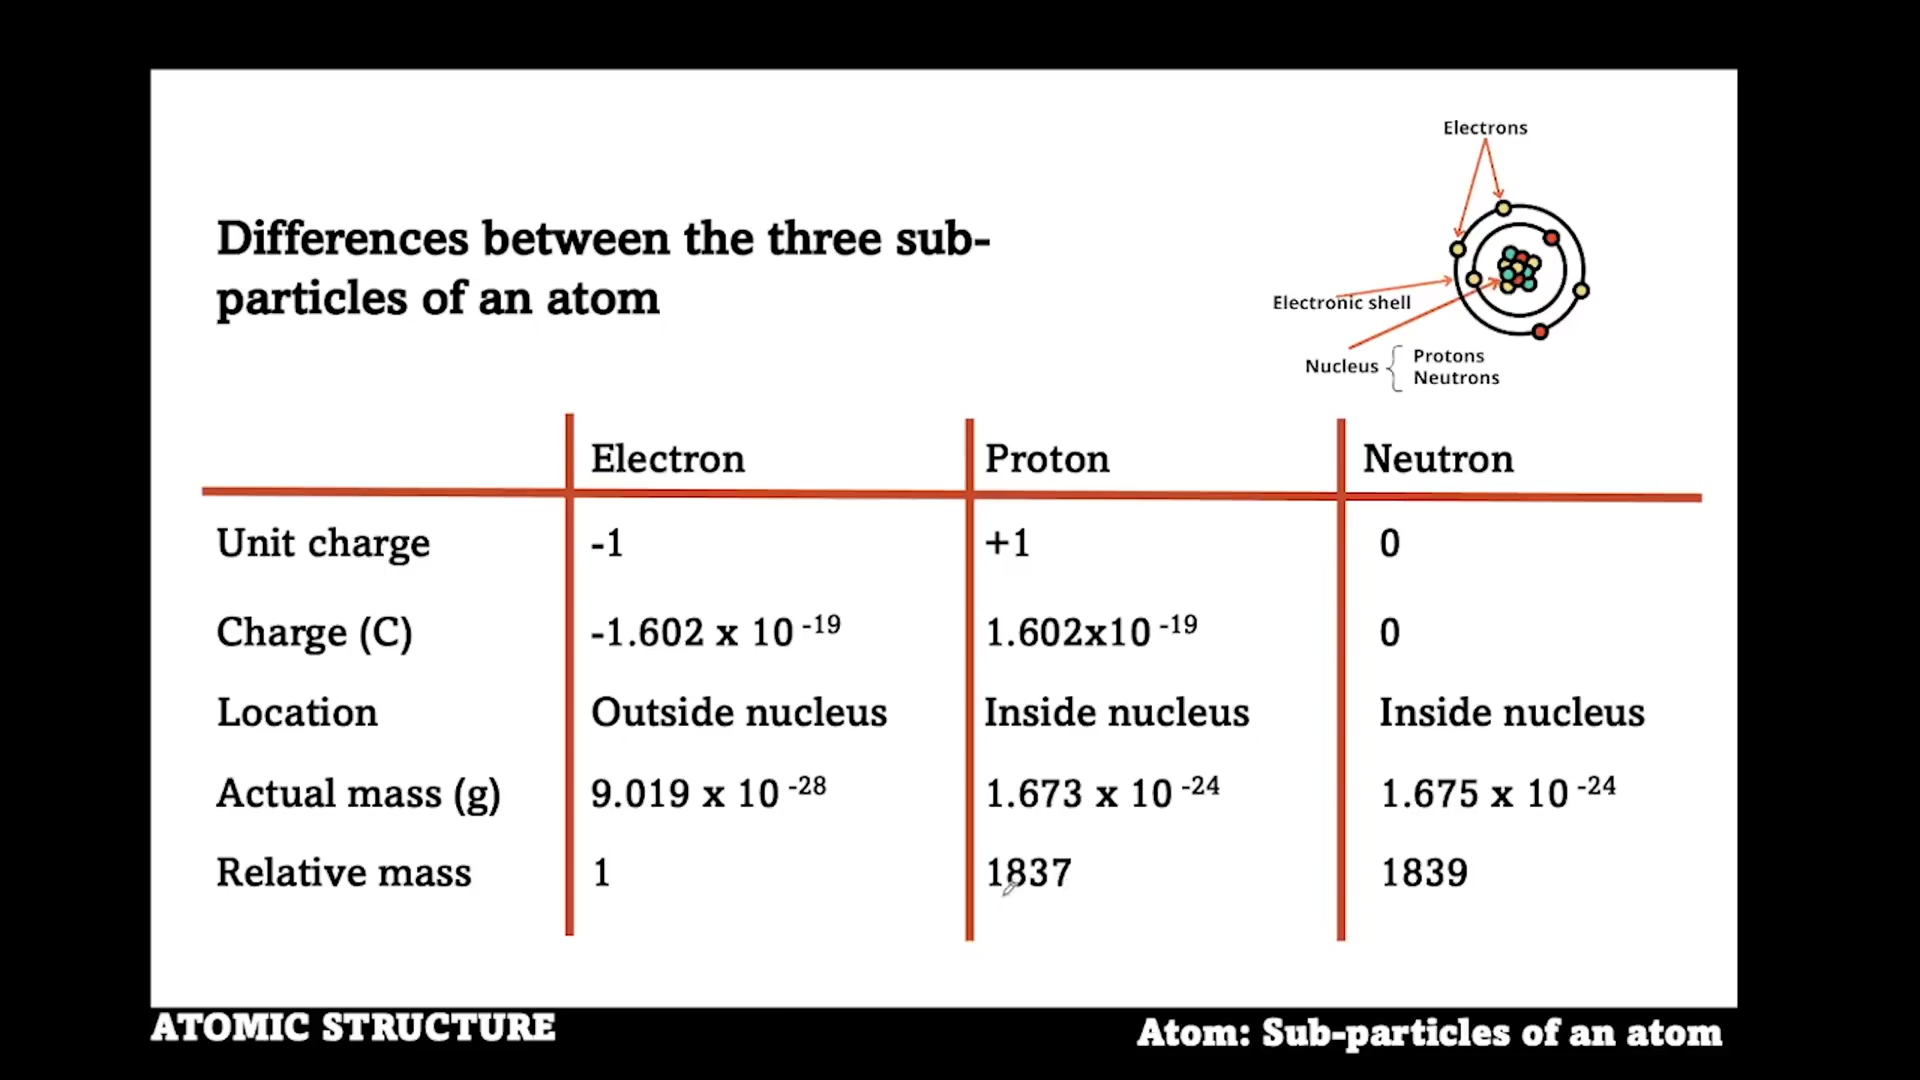 Electrons
Differences between the three sub-
particles of an atom
Electronic shell
Nucleus { Protons
Neutrons
Electron Proton Neutron
Unit charge -1 +1 0
Charge (C) -1.602 x 10⁻¹⁹ 1.602x10⁻¹⁹ 0
Location Outside nucleus Inside nucleus Inside nucleus
Actual mass (g) 9.019 x 10⁻²⁸ 1.673 x 10⁻²⁴ 1.675 x 10⁻²⁴
Relative mass 1 1837 1839
ATOMIC STRUCTURE
Atom: Sub-particles of an atom